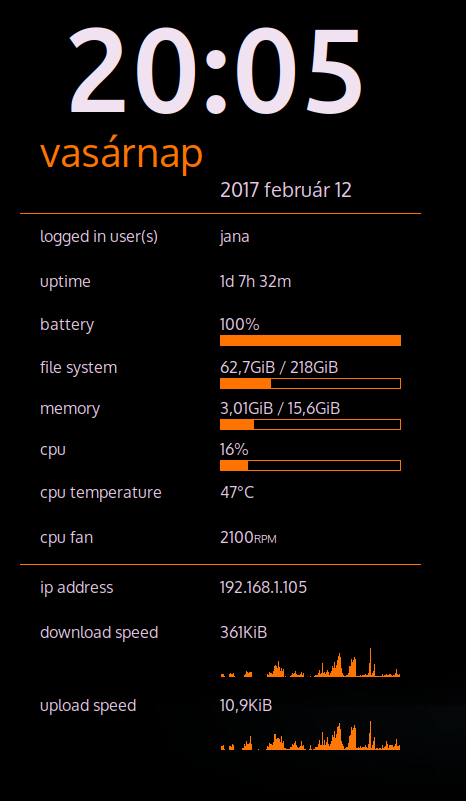 20:05
vasárnap
2017 február 12
logged in user(s) jana
uptime 1d 7h 32m
battery 100%
file system 62,7GiB / 218GiB
memory 3,01GiB / 15,6GiB
cpu 16%
cpu temperature 47°C
cpu fan 2100RPM
ip address 192.168.1.105
download speed 361KiB
upload speed 10,9KiB